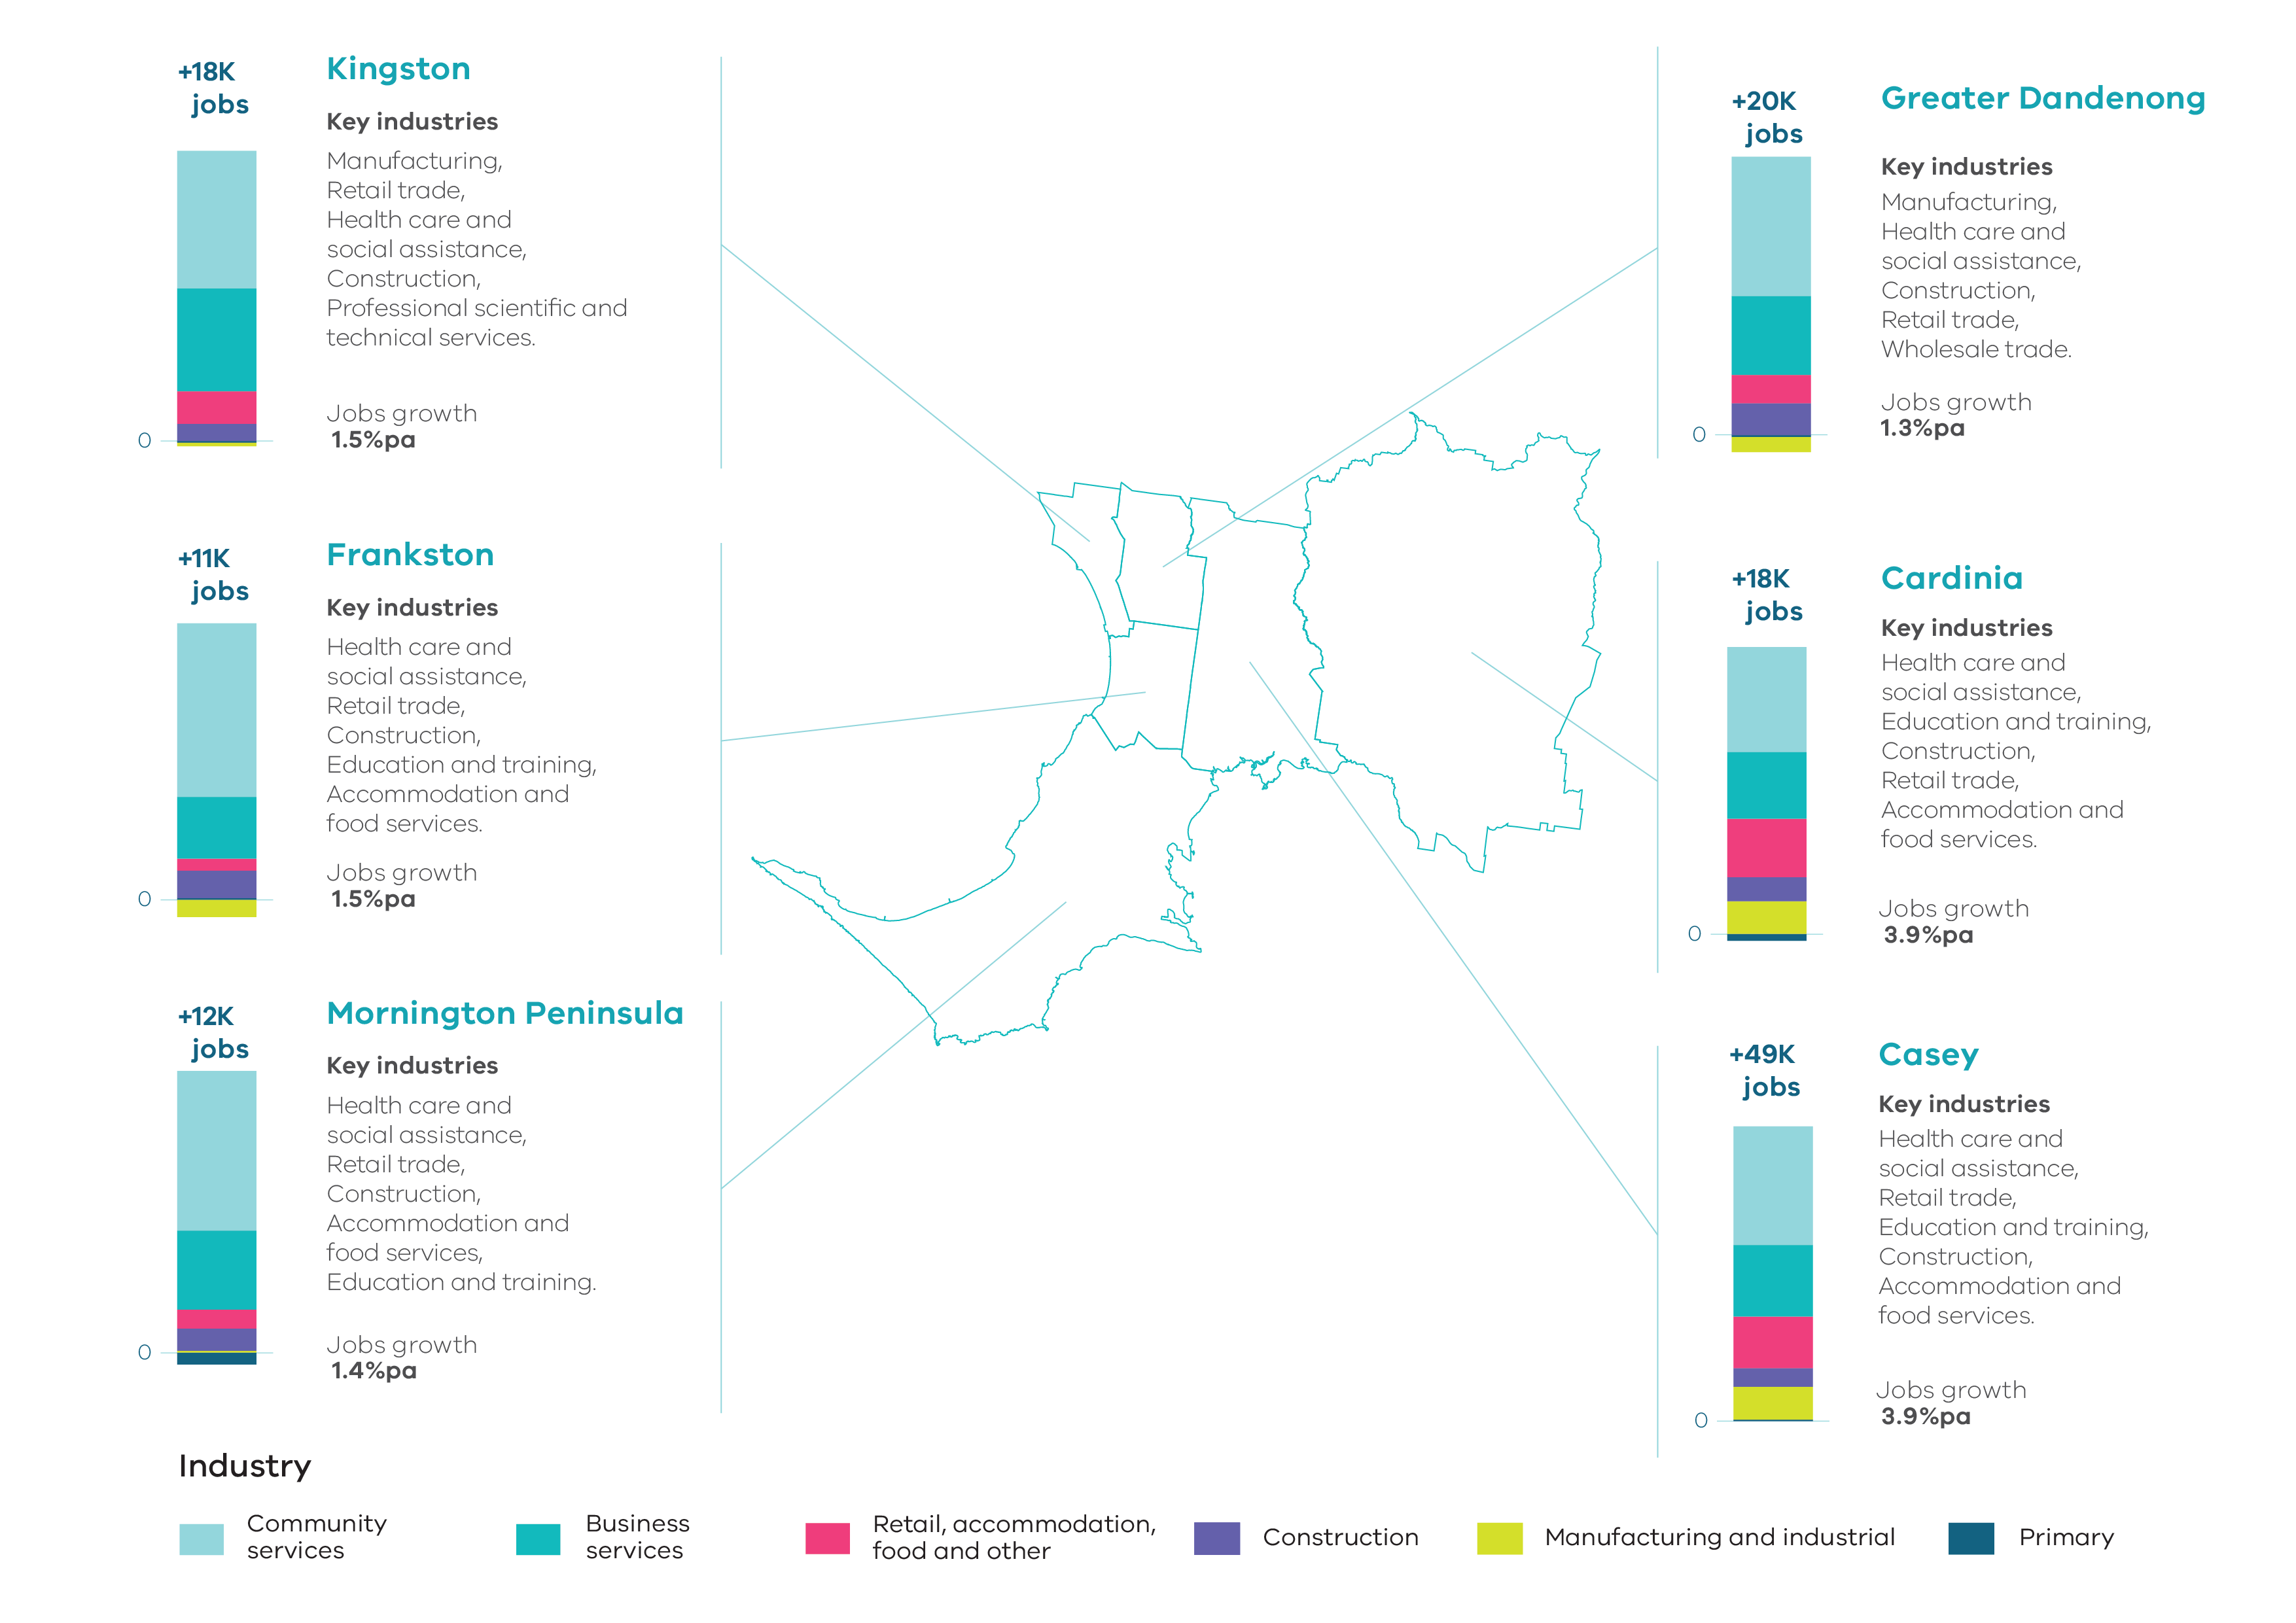 +18K
jobs
Kingston
Key industries
Manufacturing,
Retail trade,
Health care and
social assistance,
Construction,
Professional scientific and
technical services.
Jobs growth
1.5%pa
0
+11K
jobs
Frankston
Key industries
Health care and
social assistance,
Retail trade,
Construction,
Education and training,
Accommodation and
food services.
Jobs growth
1.5%pa
0
+12K
jobs
Mornington Peninsula
Key industries
Health care and
social assistance,
Retail trade,
Construction,
Accommodation and
food services,
Education and training.
Jobs growth
1.4%pa
0
+20K
jobs
Greater Dandenong
Key industries
Manufacturing,
Health care and
social assistance,
Construction,
Retail trade,
Wholesale trade.
Jobs growth
1.3%pa
0
+18K
jobs
Cardinia
Key industries
Health care and
social assistance,
Education and training,
Construction,
Retail trade,
Accommodation and
food services.
Jobs growth
3.9%pa
0
+49K
jobs
Casey
Key industries
Health care and
social assistance,
Retail trade,
Education and training,
Construction,
Accommodation and
food services.
Jobs growth
3.9%pa
0
Industry
Community
services
Business
services
Retail, accommodation,
food and other
Construction
Manufacturing and industrial
Primary